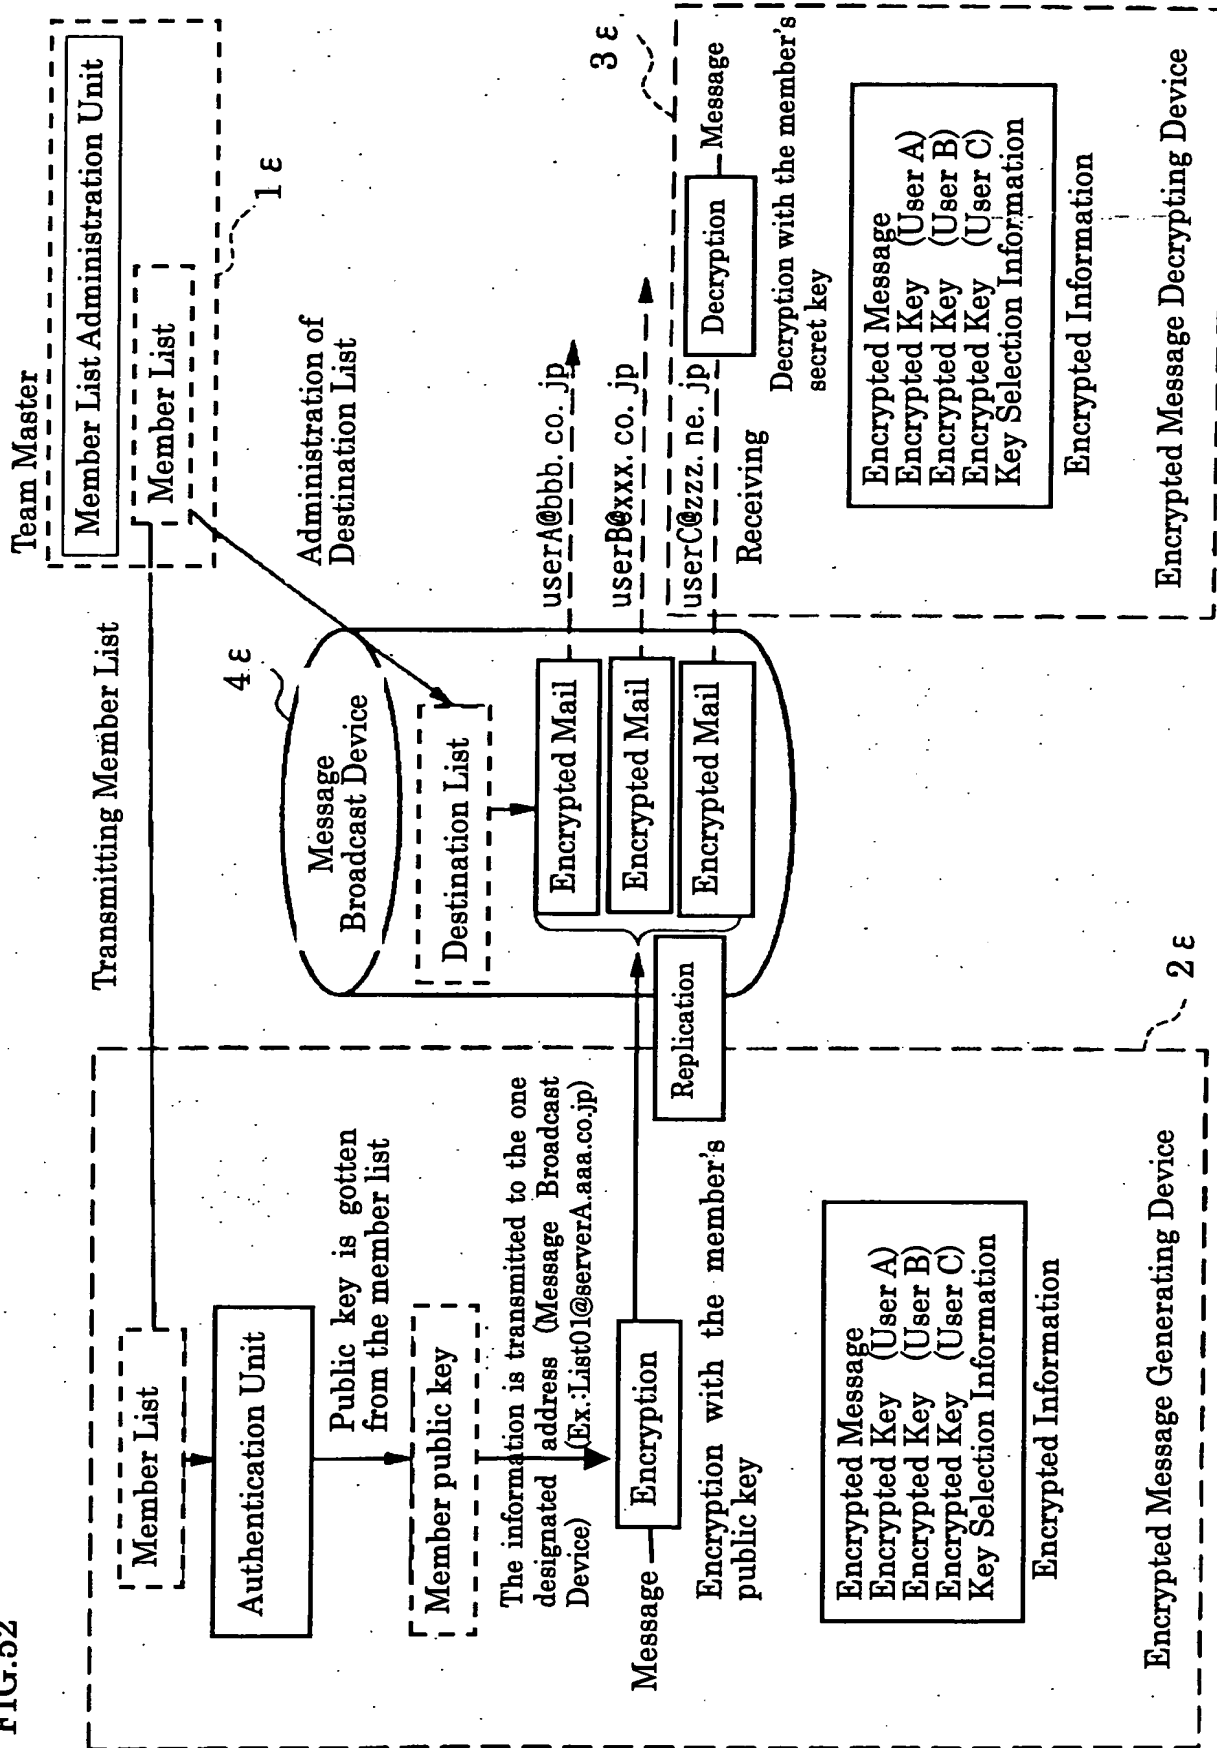 FIG.52
Team Master
Member List Administration Unit
Member List
1ε
Transmitting Member List
Administration of
Destination List
Member List
Authentication Unit
Public key is gotten
from the member list
Member public key
The information is transmitted to the one
designated address (Message Broadcast
Device) (Ex.:List01@serverA.aaa.co.jp)
Message
Encryption
Encryption with the member's
public key
Encrypted Message
Encrypted Key (User A)
Encrypted Key (User B)
Encrypted Key (User C)
Key Selection Information
Encrypted Information
Encrypted Message Generating Device
2ε
4ε
Message
Broadcast Device
Destination List
Replication
Encrypted Mail
Encrypted Mail
Encrypted Mail
userA@bbb.co.jp
userB@xxx.co.jp
userC@zzz.ne.jp
Receiving
3ε
Decryption
Message
Decryption with the member's
secret key
Encrypted Message
Encrypted Key (User A)
Encrypted Key (User B)
Encrypted Key (User C)
Key Selection Information
Encrypted Information
Encrypted Message Decrypting Device